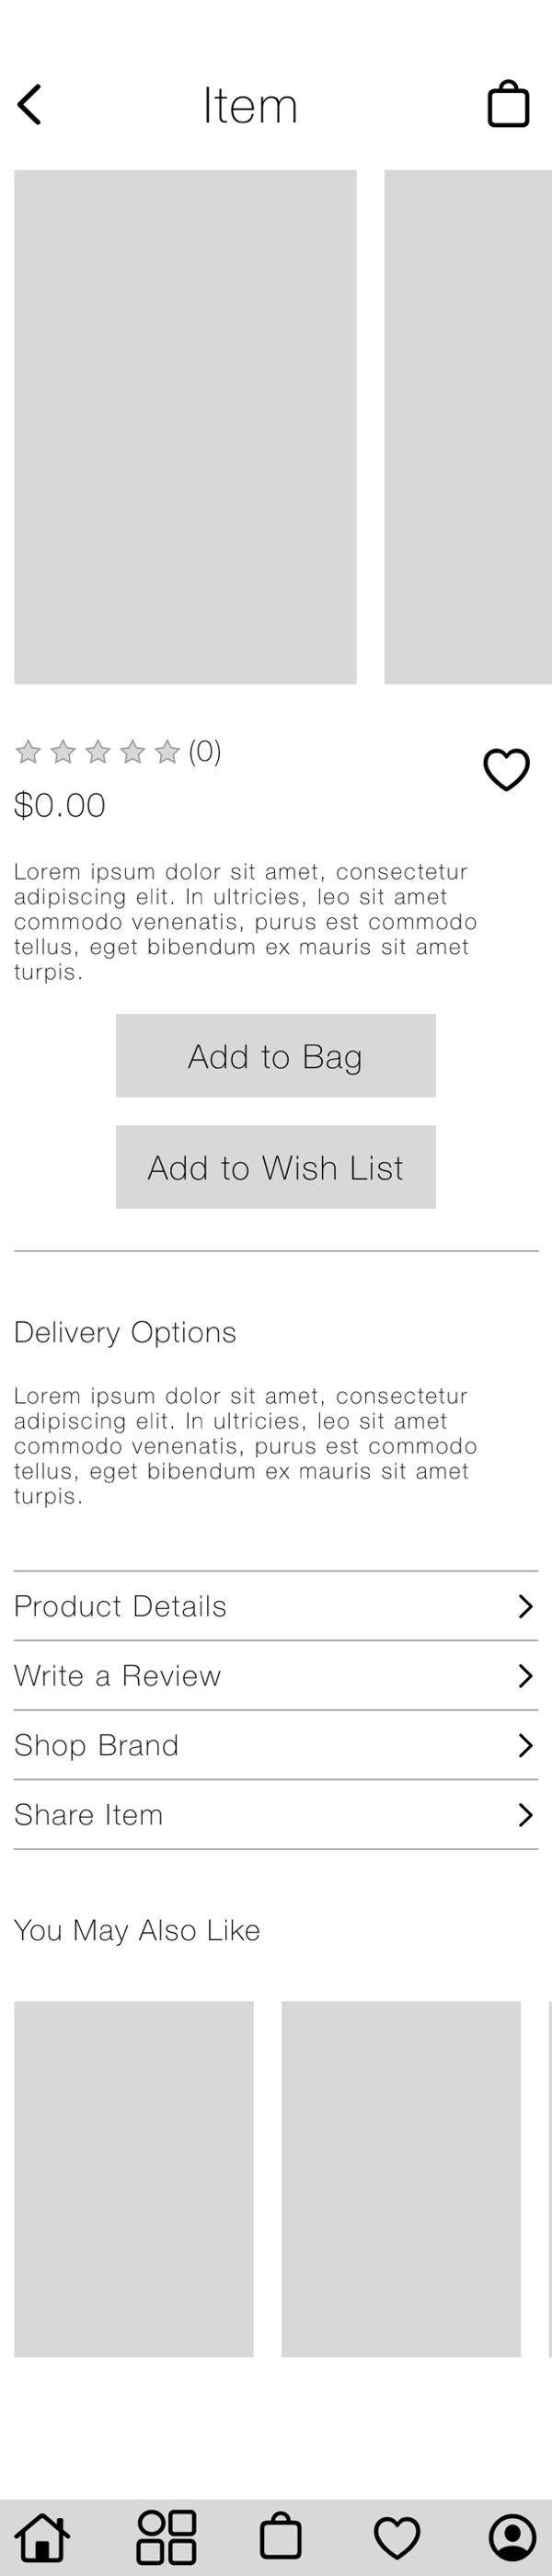 Item
(0)
$0.00
Lorem ipsum dolor sit amet, consectetur
adipiscing elit. In ultricies, leo sit amet
commodo venenatis, purus est commodo
tellus, eget bibendum ex mauris sit amet
turpis.
Add to Bag
Add to Wish List
Delivery Options
Lorem ipsum dolor sit amet, consectetur
adipiscing elit. In ultricies, leo sit amet
commodo venenatis, purus est commodo
tellus, eget bibendum ex mauris sit amet
turpis.
Product Details
Write a Review
Shop Brand
Share Item
You May Also Like